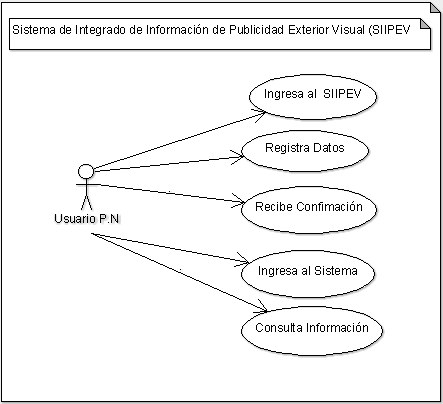 Sistema de Integrado de Información de Publicidad Exterior Visual (SIIPEV
Ingresa al SIIPEV
Registra Datos
Recibe Confimación
Usuario P.N
Ingresa al Sistema
Consulta Información